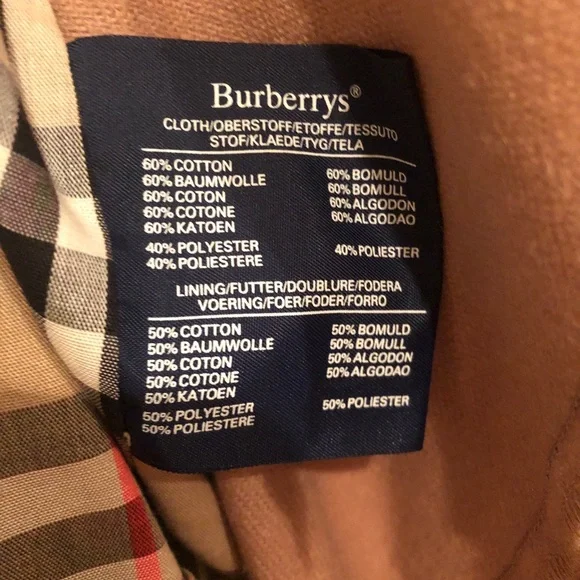 Burberrys®
CLOTH/OBERSTOFF/ETOFFE/TESSUTO
STOF/KLAEDE/TYG/TELA
60% COTTON
60% BAUMWOLLE
60% COTON
60% COTONE
60% KATOEN
60% BOMULD
60% BOMULL
60% ALGODON
60% ALGODAO
40% POLYESTER
40% POLIESTERE
40% POLIESTER
LINING/FUTTER/DOUBLURE/FODERA
VOERING/FOER/FODER/FORRO
50% COTTON
50% BAUMWOLLE
50% COTON
50% COTONE
50% KATOEN
50% BOMULD
50% BOMULL
50% ALGODON
50% ALGODAO
50% POLYESTER
50% POLIESTERE
50% POLIESTER